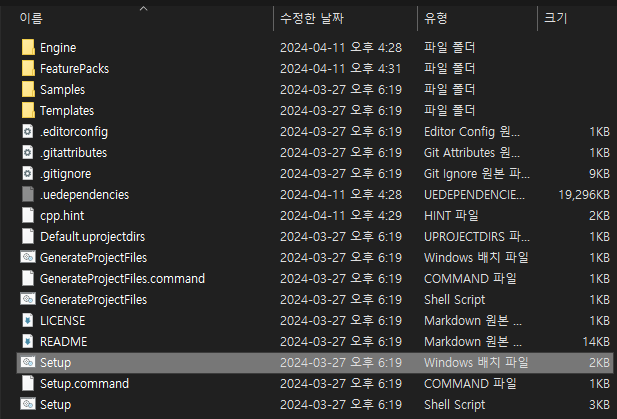 이름 수정한 날짜 유형 크기
Engine 2024-04-11 오후 4:28 파일 폴더
FeaturePacks 2024-04-11 오후 4:31 파일 폴더
Samples 2024-03-27 오후 6:19 파일 폴더
Templates 2024-03-27 오후 6:19 파일 폴더
.editorconfig 2024-03-27 오후 6:19 Editor Config 원... 1KB
.gitattributes 2024-03-27 오후 6:19 Git Attributes 원... 1KB
.gitignore 2024-03-27 오후 6:19 Git Ignore 원본 파... 9KB
.uedependencies 2024-04-11 오후 4:28 UEDEPENDENCIE... 19,296KB
cpp.hint 2024-04-11 오후 4:29 HINT 파일 2KB
Default.uprojectdirs 2024-03-27 오후 6:19 UPROJECTDIRS 파... 1KB
GenerateProjectFiles 2024-03-27 오후 6:19 Windows 배치 파일 1KB
GenerateProjectFiles.command 2024-03-27 오후 6:19 COMMAND 파일 1KB
GenerateProjectFiles 2024-03-27 오후 6:19 Shell Script 1KB
LICENSE 2024-03-27 오후 6:19 Markdown 원본 ... 1KB
README 2024-03-27 오후 6:19 Markdown 원본 ... 14KB
Setup 2024-03-27 오후 6:19 Windows 배치 파일 2KB
Setup.command 2024-03-27 오후 6:19 COMMAND 파일 1KB
Setup 2024-03-27 오후 6:19 Shell Script 3KB